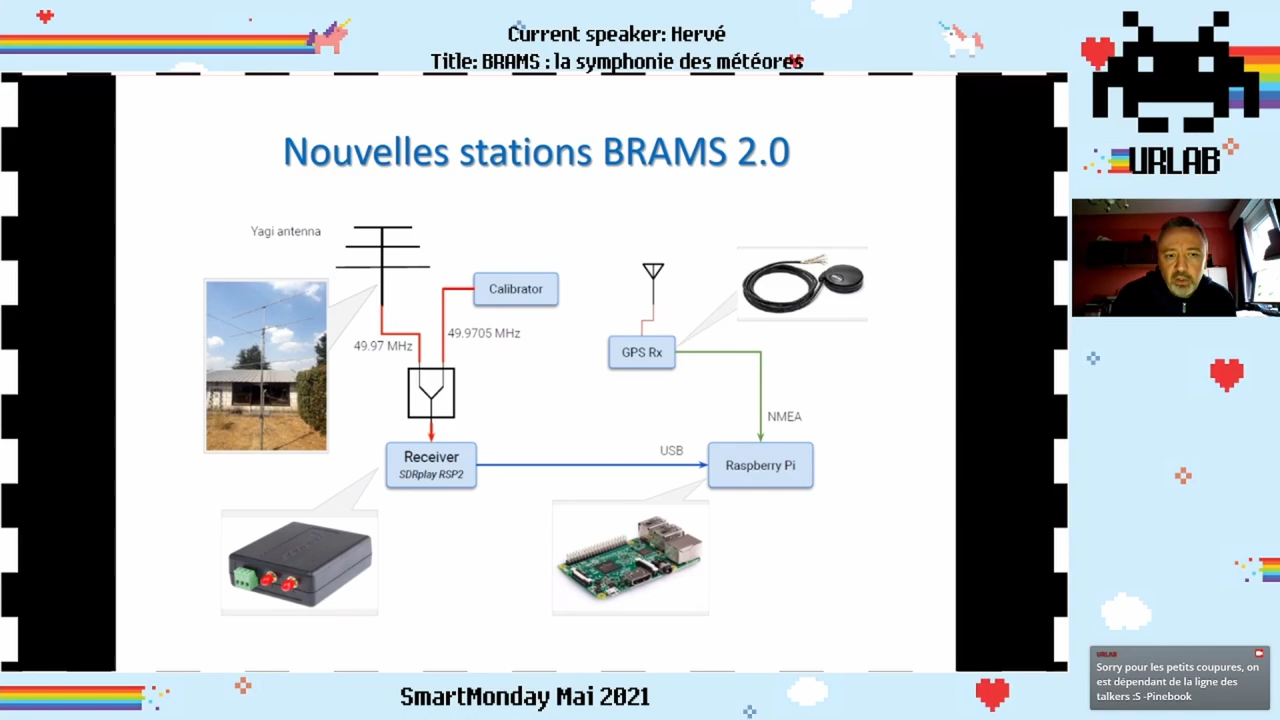 Current speaker: Hervé
Title: BRAMS : la symphonie des météores
URLAB
Nouvelles stations BRAMS 2.0
Yagi antenna
Calibrator
49.97 MHz
49.9705 MHz
GPS Rx
NMEA
Receiver
SDRplay RSP2
USB
Raspberry Pi
URLAB
Sorry pour les petits coupures, on
est dépendant de la ligne des
talkers :S -Pinebook
SmartMonday Mai 2021